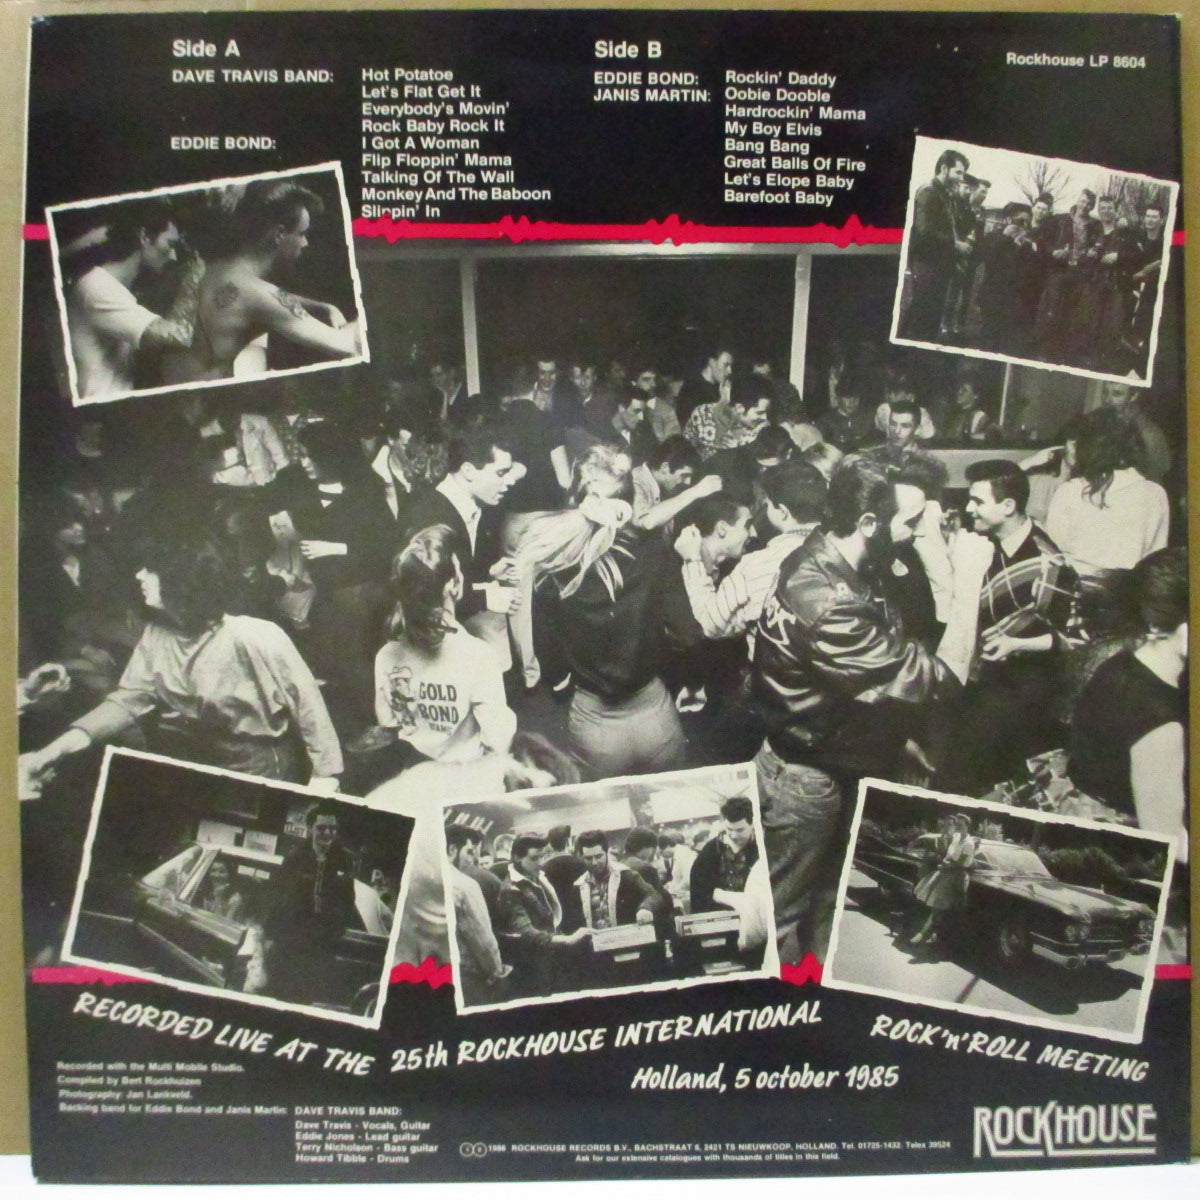 Side A
DAVE TRAVIS BAND:
Hot Potatoe
Let's Flat Get It
Everybody's Movin'
Rock Baby Rock It
EDDIE BOND:
I Got A Woman
Flip Floppin' Mama
Talking Of The Wall
Monkey And The Baboon
Slippin' In
Side B
EDDIE BOND:
Rockin' Daddy
JANIS MARTIN:
Oobie Dooble
Hardrockin' Mama
My Boy Elvis
Bang Bang
Great Balls Of Fire
Let's Elope Baby
Barefoot Baby
Rockhouse LP 8604
GOLD
BOND
RECORDED LIVE AT THE 25th ROCKHOUSE INTERNATIONAL ROCK'n'ROLL MEETING
Holland, 5 october 1985
Recorded with the Multi Mobile Studio.
Compiled by Bert Rockhuizen
Photography: Jan Lankveld.
Backing band for Eddie Bond and Janis Martin: DAVE TRAVIS BAND:
Dave Travis - Vocals, Guitar
Eddie Jones - Lead guitar
Terry Nicholson - Bass guitar
Howard Tibble - Drums
1986 ROCKHOUSE RECORDS B.V., BACHSTRAAT 6, 2421 TS NIEUWKOOP, HOLLAND. Tel. 01725-1432. Telex 39524
Ask for our extensive catalogues with thousands of titles in this field.
ROCKHOUSE